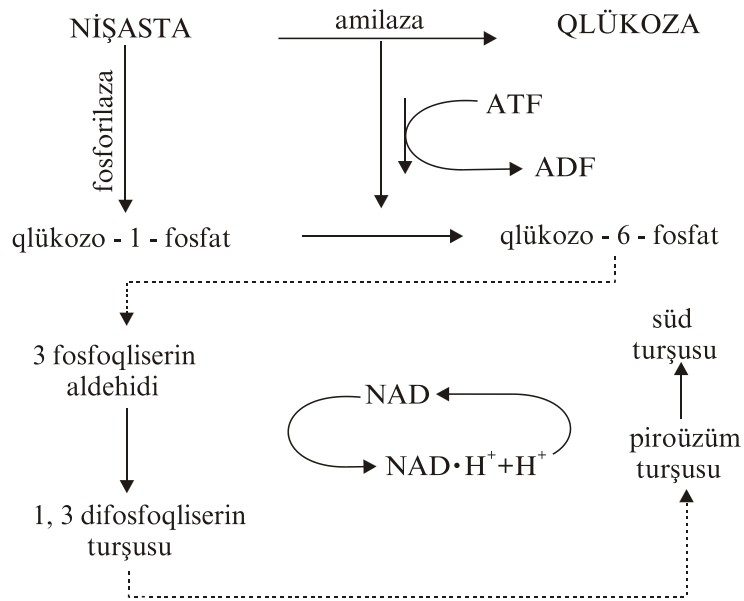 NİŞASTA
amilaza
QLÜKOZA
fosforilaza
ATF
ADF
qlükozo - 1 - fosfat
qlükozo - 6 - fosfat
3 fosfoqliserin
aldehidi
NAD
NAD•H⁺+H⁺
süd
turşusu
piroüzüm
turşusu
1, 3 difosfoqliserin
turşusu